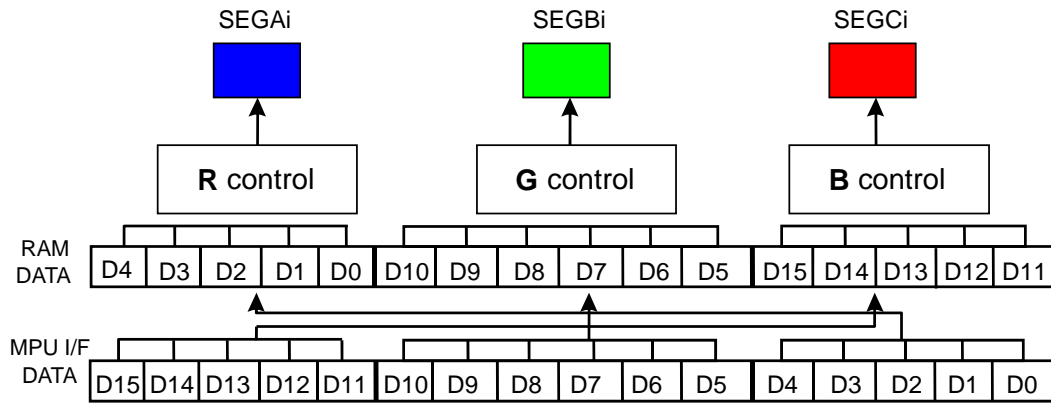 SEGAi SEGBi SEGCi
R control G control B control
RAM
DATA
D4 D3 D2 D1 D0 D10 D9 D8 D7 D6 D5 D15 D14 D13 D12 D11
MPU I/F
DATA
D15 D14 D13 D12 D11 D10 D9 D8 D7 D6 D5 D4 D3 D2 D1 D0